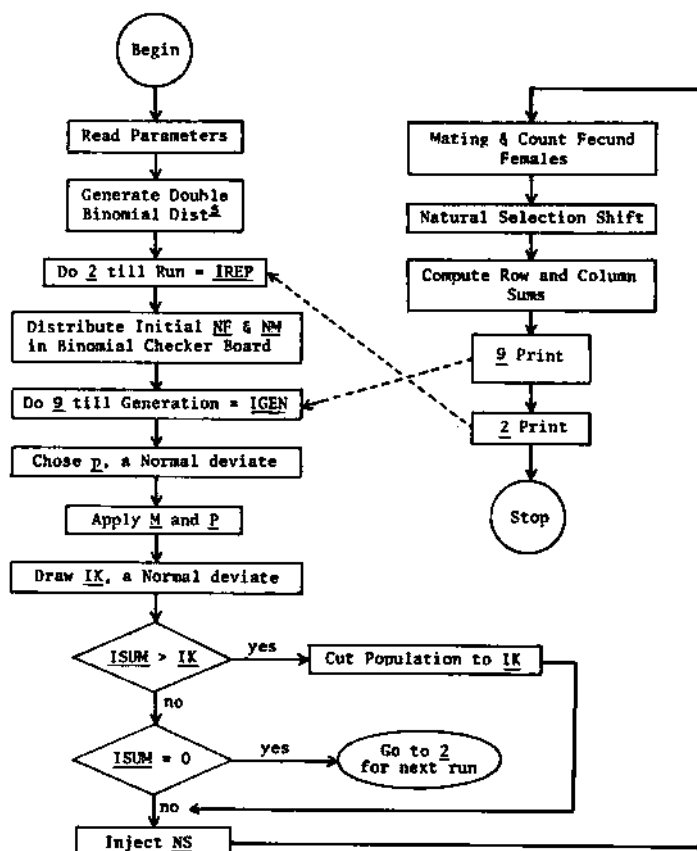 Begin
Read Parameters
Generate Double
Binomial Dist s
Do 2 till Run = IREP
Distribute Initial NF & NM
in Binomial Checker Board
Do 9 till Generation = IGEN
Chose p, a Normal deviate
Apply M and P
Draw IK, a Normal deviate
ISUM > IK
yes
Cut Population to IK
no
ISUM = 0
yes
Go to 2
for next run
no
Inject NS
Mating & Count Fecund
Females
Natural Selection Shift
Compute Row and Column
Sums
9 Print
2 Print
Stop